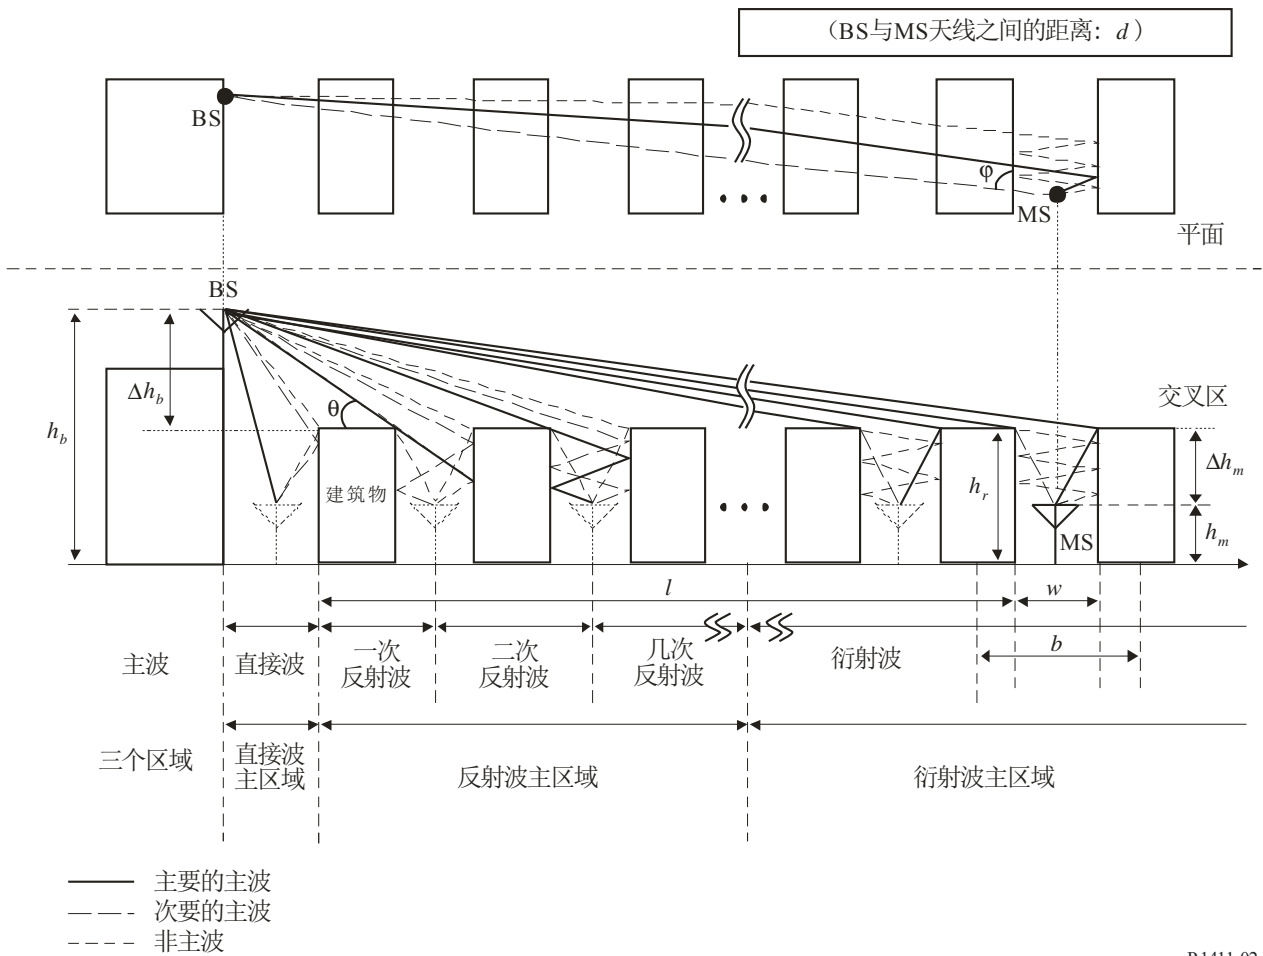 （BS与MS天线之间的距离：d）
BS
φ
MS
平面
BS
交叉区
Δh_b
θ
h_b
Δh_m
建筑物
h_r
h_m
MS
l
w
主波
直接波
一次
反射波
二次
反射波
几次
反射波
衍射波
b
三个区域
直接波
主区域
反射波主区域
衍射波主区域
主要的主波
次要的主波
非主波